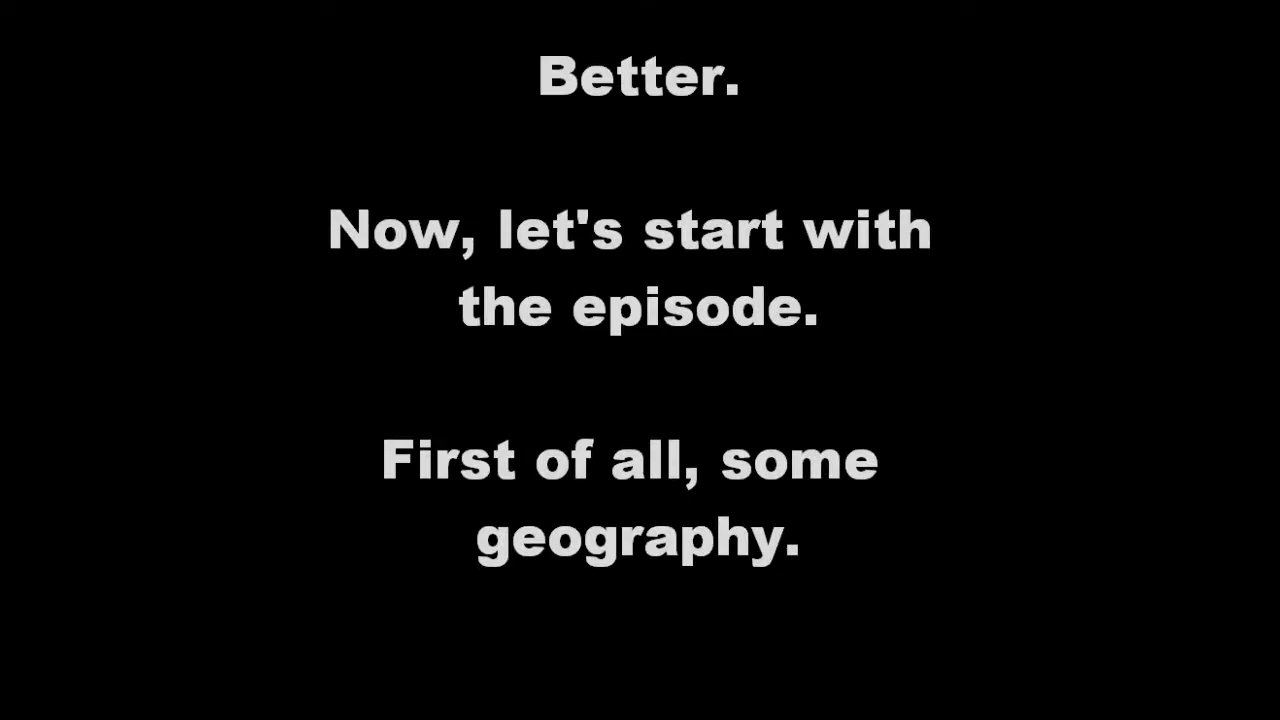 Better.
Now, let's start with
the episode.
First of all, some
geography.